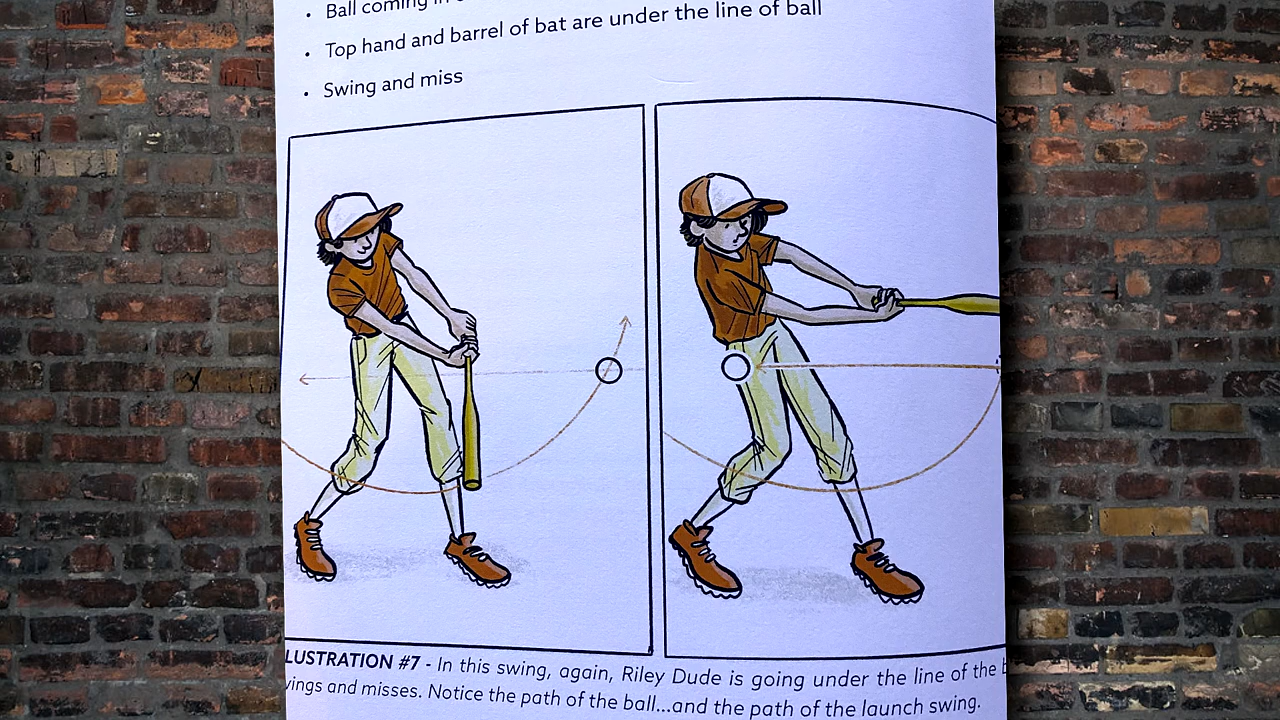 • Ball coming in
• Top hand and barrel of bat are under the line of ball
• Swing and miss
LUSTRATION #7 - In this swing, again, Riley Dude is going under the line of the b
wings and misses. Notice the path of the ball...and the path of the launch swing.